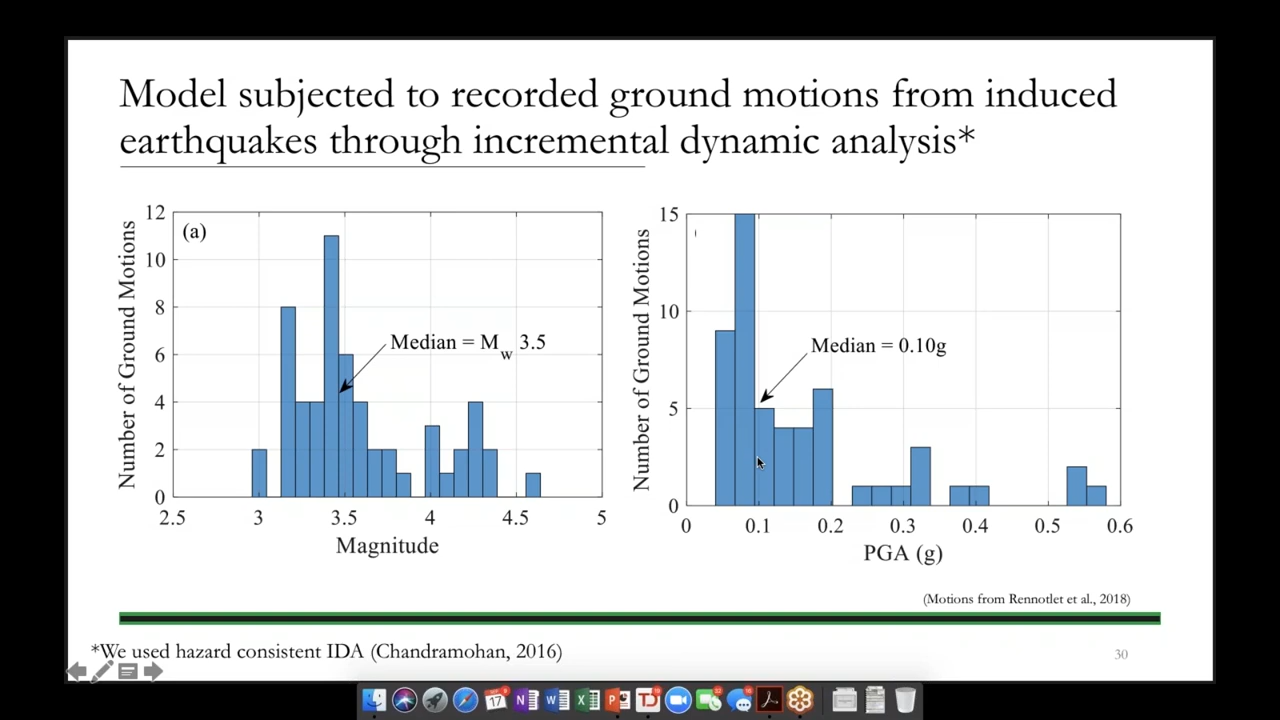 Model subjected to recorded ground motions from induced
earthquakes through incremental dynamic analysis*
12
10
8
6
4
2
0
Number of Ground Motions
(a)
Median = Mw 3.5
2.5 3 3.5 4 4.5 5
Magnitude
15
10
5
0
Number of Ground Motions
Median = 0.10g
0 0.1 0.2 0.3 0.4 0.5 0.6
PGA (g)
(Motions from Rennotlet et al., 2018)
*We used hazard consistent IDA (Chandramohan, 2016)
30
17